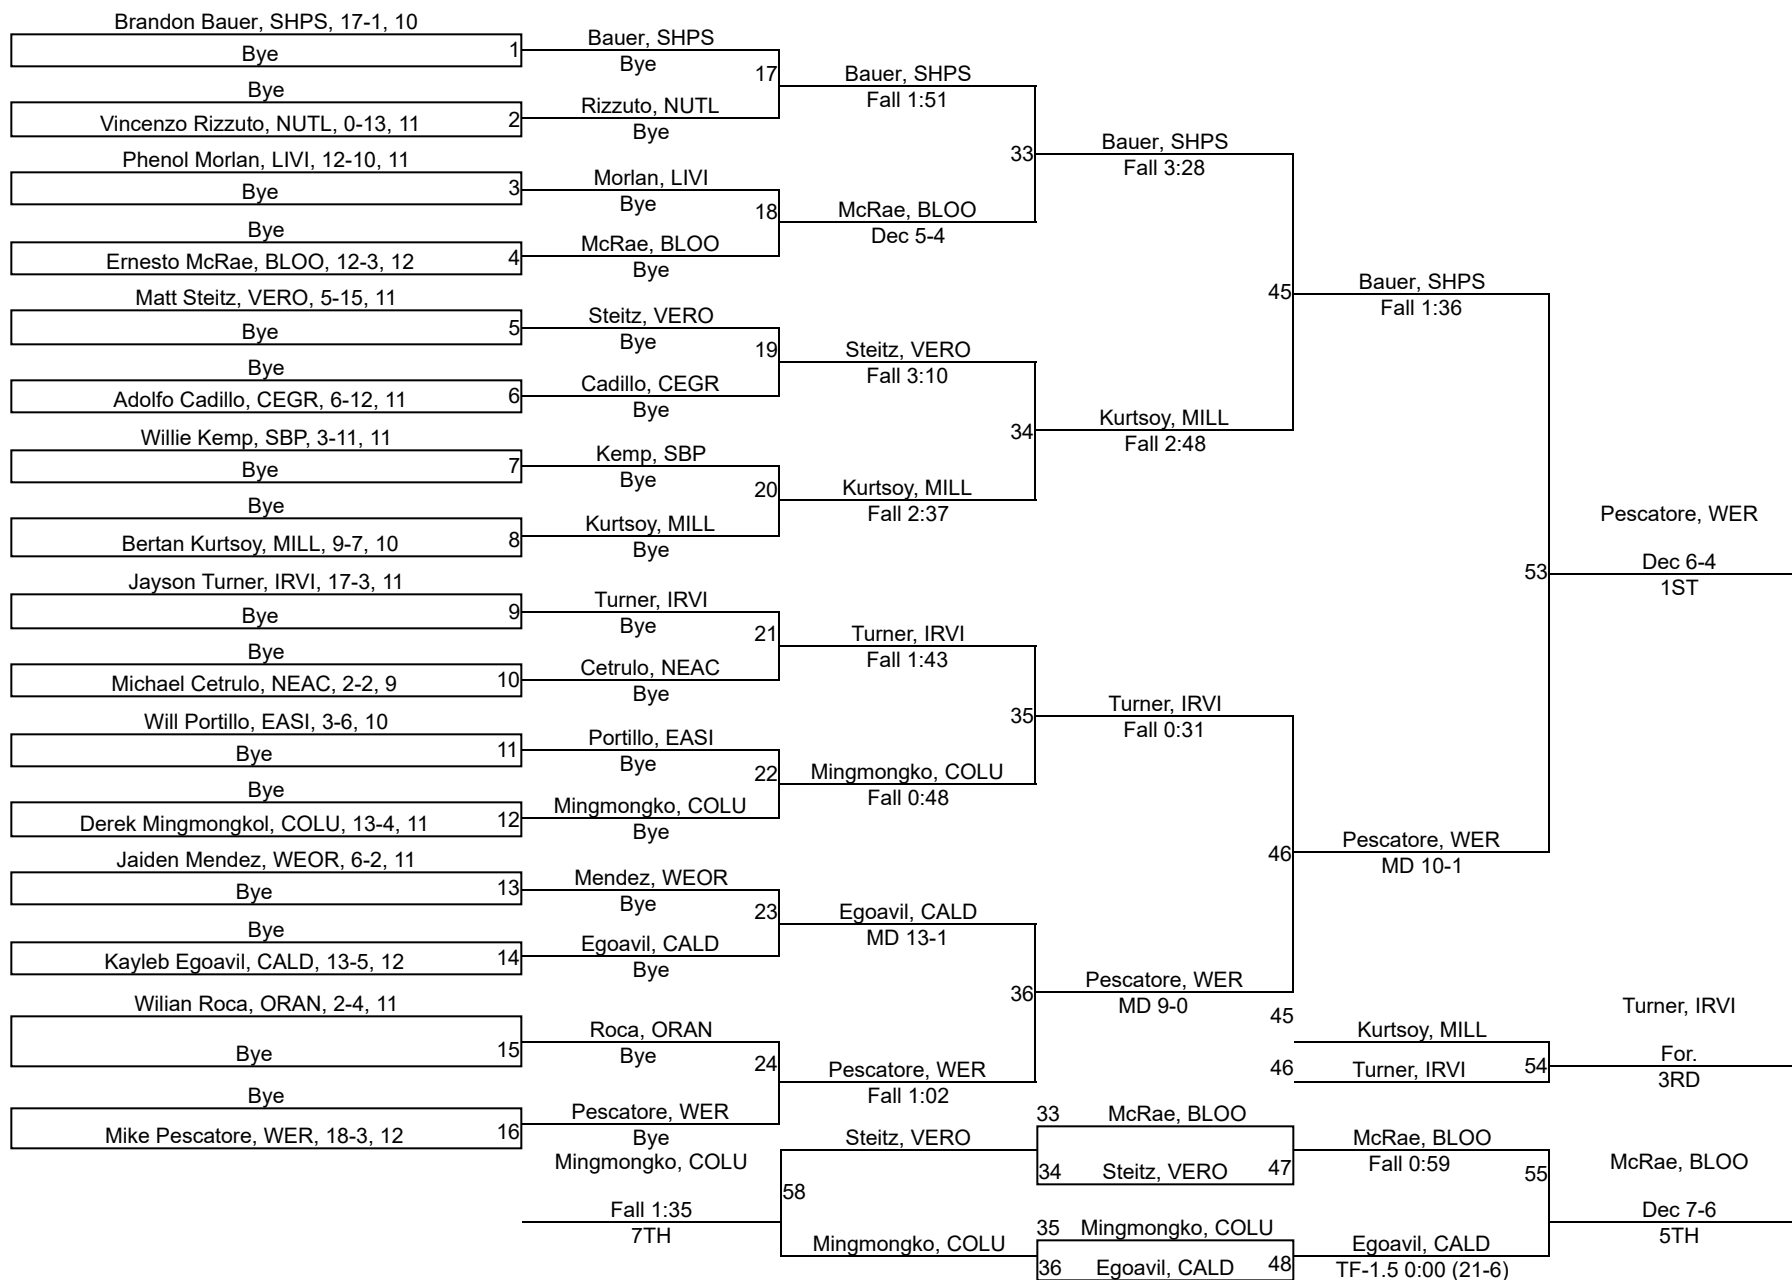 Brandon Bauer, SHPS, 17-1, 10
Bye
1
Bye
Vincenzo Rizzuto, NUTL, 0-13, 11
2
Phenol Morlan, LIVI, 12-10, 11
Bye
3
Bye
Ernesto McRae, BLOO, 12-3, 12
4
Matt Steitz, VERO, 5-15, 11
Bye
5
Bye
Adolfo Cadillo, CEGR, 6-12, 11
6
Willie Kemp, SBP, 3-11, 11
Bye
7
Bye
Bertan Kurtsoy, MILL, 9-7, 10
8
Jayson Turner, IRVI, 17-3, 11
Bye
9
Bye
Michael Cetrulo, NEAC, 2-2, 9
10
Will Portillo, EASI, 3-6, 10
Bye
11
Bye
Derek Mingmongkol, COLU, 13-4, 11
12
Jaiden Mendez, WEOR, 6-2, 11
Bye
13
Bye
Kayleb Egoavil, CALD, 13-5, 12
14
Wilian Roca, ORAN, 2-4, 11
Bye
15
Bye
Mike Pescatore, WER, 18-3, 12
16
Bauer, SHPS
Bye
17
Rizzuto, NUTL
Bye
Morlan, LIVI
Bye
18
McRae, BLOO
Bye
Steitz, VERO
Bye
19
Cadillo, CEGR
Bye
Kemp, SBP
Bye
20
Kurtsoy, MILL
Bye
Turner, IRVI
Bye
21
Cetrulo, NEAC
Bye
Portillo, EASI
Bye
22
Mingmongko, COLU
Bye
Mendez, WEOR
Bye
23
Egoavil, CALD
Bye
Roca, ORAN
Bye
24
Pescatore, WER
Bye
Bauer, SHPS
Fall 1:51
33
McRae, BLOO
Dec 5-4
Steitz, VERO
Fall 3:10
34
Kurtsoy, MILL
Fall 2:37
Turner, IRVI
Fall 1:43
35
Mingmongko, COLU
Fall 0:48
Egoavil, CALD
MD 13-1
36
Pescatore, WER
Fall 1:02
Bauer, SHPS
Fall 3:28
45
Kurtsoy, MILL
Fall 2:48
Turner, IRVI
Fall 0:31
46
Pescatore, WER
MD 9-0
Bauer, SHPS
Fall 1:36
53
Pescatore, WER
MD 10-1
Pescatore, WER
Dec 6-4
1ST
45
Kurtsoy, MILL
46
Turner, IRVI
54
Turner, IRVI
For.
3RD
33
McRae, BLOO
34
Steitz, VERO
47
35
Mingmongko, COLU
36
Egoavil, CALD
48
McRae, BLOO
Fall 0:59
55
Egoavil, CALD
TF-1.5 0:00 (21-6)
McRae, BLOO
Dec 7-6
5TH
Steitz, VERO
58
Mingmongko, COLU
Mingmongko, COLU
Fall 1:35
7TH